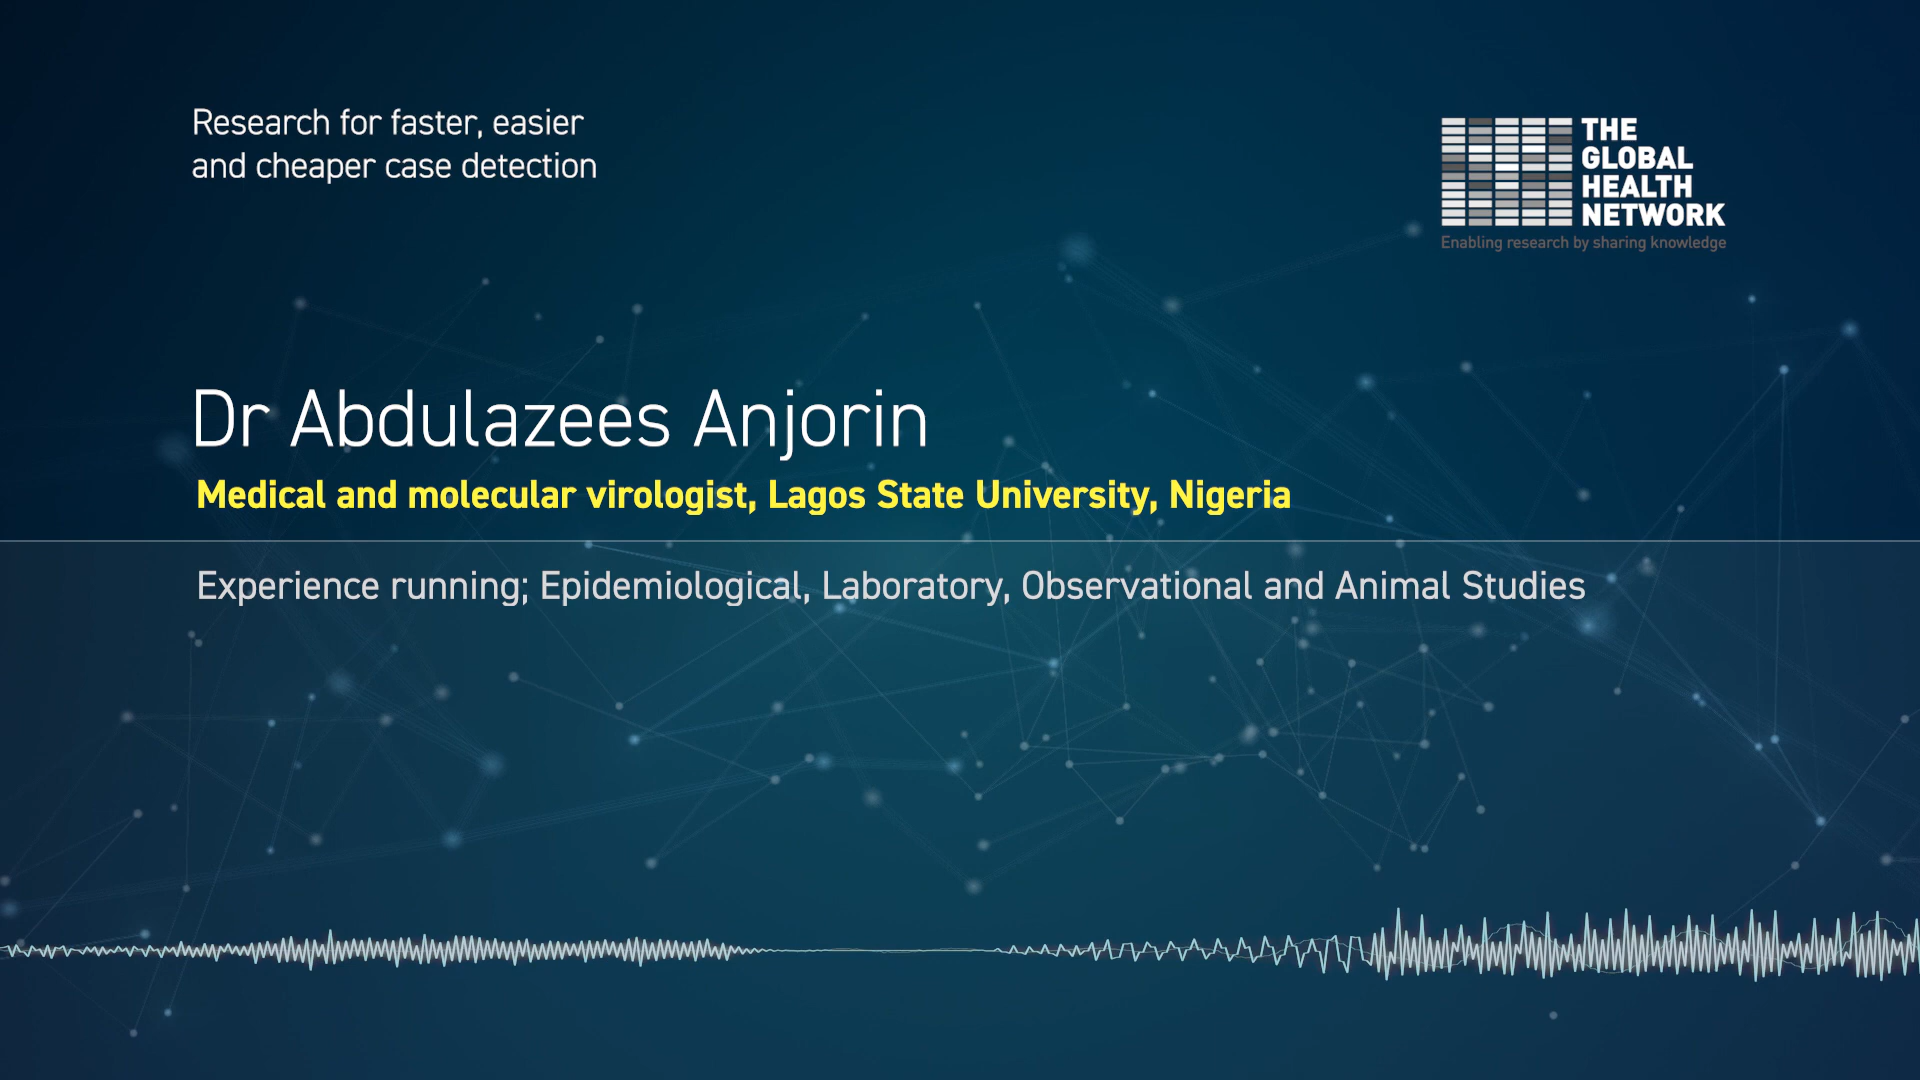 Research for faster, easier
and cheaper case detection
THE
GLOBAL
HEALTH
NETWORK
Enabling research by sharing knowledge
Dr Abdulazees Anjorin
Medical and molecular virologist, Lagos State University, Nigeria
Experience running; Epidemiological, Laboratory, Observational and Animal Studies